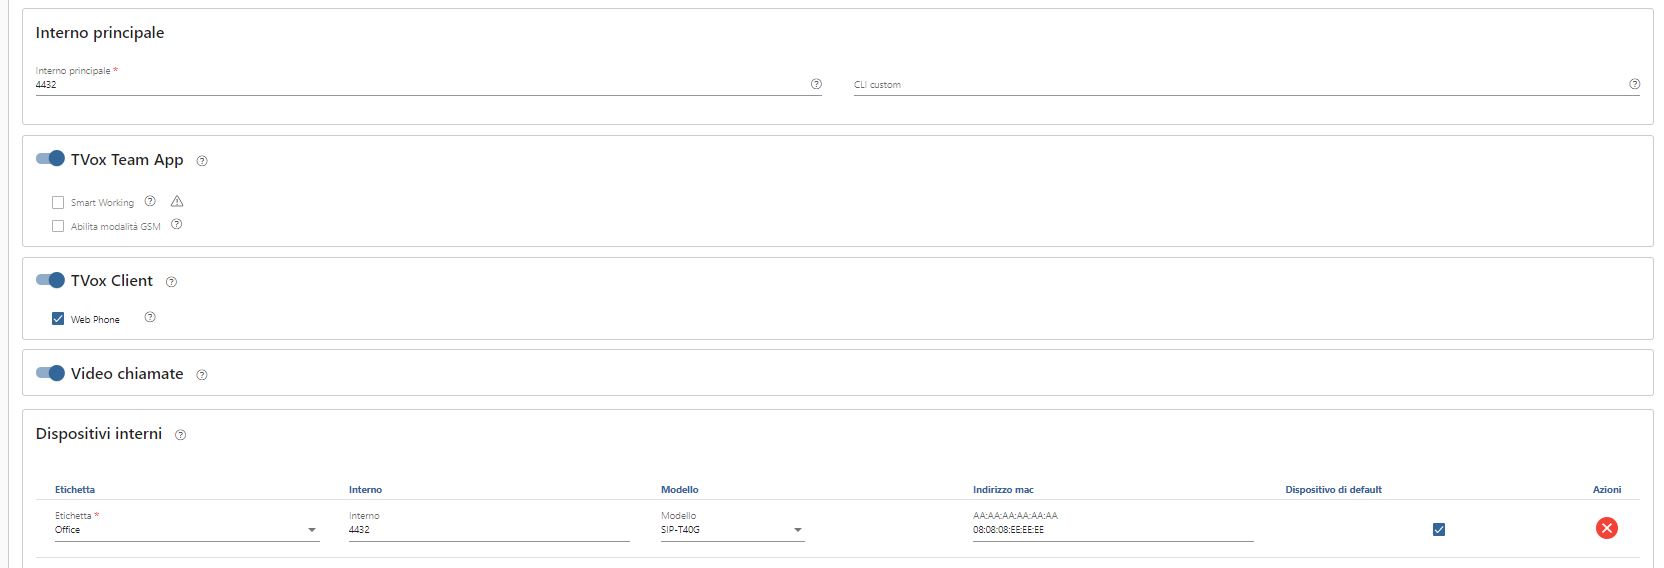 Interno principale
Interno principale *
4432
CLI custom
TVox Team App
Smart Working
Abilita modalità GSM
TVox Client
Web Phone
Video chiamate
Dispositivi interni
Etichetta Interno Modello Indirizzo mac Dispositivo di default Azioni
Etichetta * Interno Modello AA:AA:AA:AA:AA:AA
Office 4432 SIP-T40G 08:08:08:EE:EE:EE